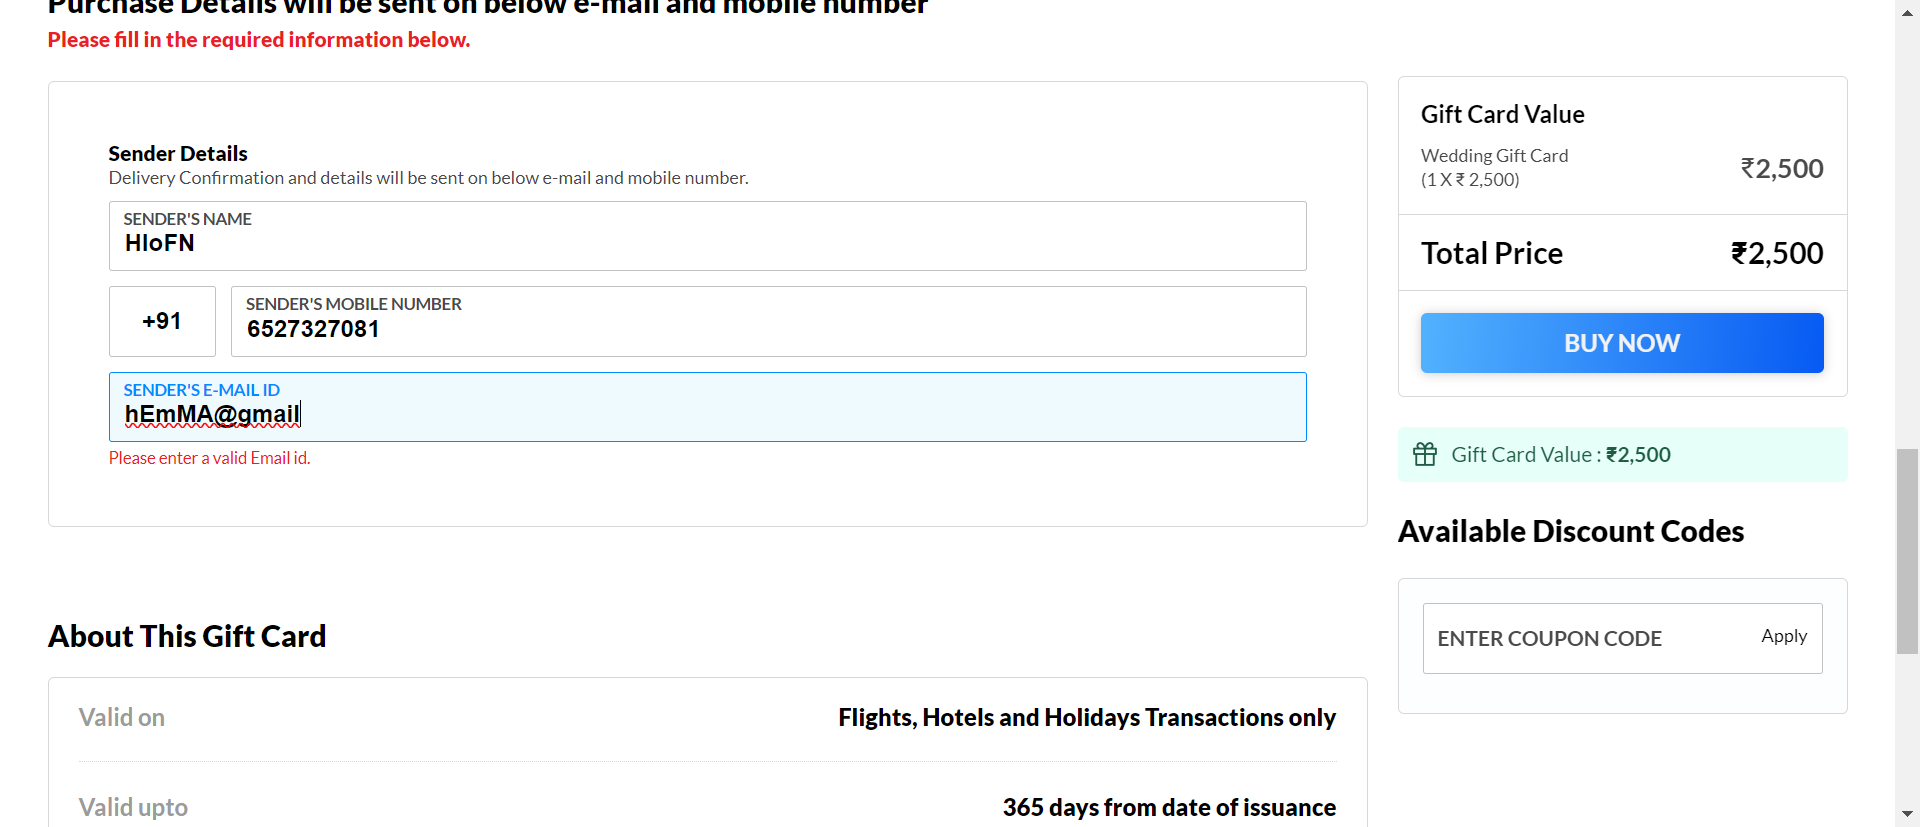 Purchase Details will be sent on below e-mail and mobile number
Please fill in the required information below.
Sender Details
Delivery Confirmation and details will be sent on below e-mail and mobile number.
SENDER'S NAME
HIoFN
+91
SENDER'S MOBILE NUMBER
6527327081
SENDER'S E-MAIL ID
hEmMA@gmail
Please enter a valid Email id.
About This Gift Card
Valid on
Flights, Hotels and Holidays Transactions only
Valid upto
365 days from date of issuance
Gift Card Value
Wedding Gift Card
(1 X ₹ 2,500)
₹2,500
Total Price
₹2,500
BUY NOW
Gift Card Value : ₹2,500
Available Discount Codes
ENTER COUPON CODE
Apply